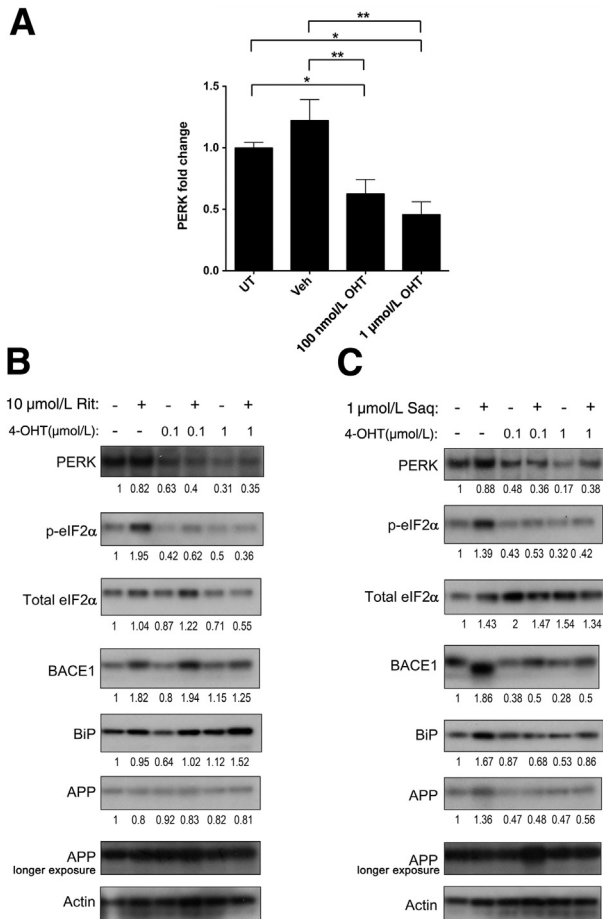 A
**
*
**
*
1.5
1.0
0.5
0.0
PERK fold change
UT
Veh
100 nmol/L OHT
1 µmol/L OHT
B
10 µmol/L Rit: - + - + - +
4-OHT(µmol/L): - - 0.1 0.1 1 1
PERK
1 0.82 0.63 0.4 0.31 0.35
p-eIF2α
1 1.95 0.42 0.62 0.5 0.36
Total eIF2α
1 1.04 0.87 1.22 0.71 0.55
BACE1
1 1.82 0.8 1.94 1.15 1.25
BiP
1 0.95 0.64 1.02 1.12 1.52
APP
1 0.8 0.92 0.83 0.82 0.81
APP
longer exposure
Actin
C
1 µmol/L Saq: - + - + - +
4-OHT(µmol/L): - - 0.1 0.1 1 1
PERK
1 0.88 0.48 0.36 0.17 0.38
p-eIF2α
1 1.39 0.43 0.53 0.32 0.42
Total eIF2α
1 1.43 2 1.47 1.54 1.34
BACE1
1 1.86 0.38 0.5 0.28 0.5
BiP
1 1.67 0.87 0.68 0.53 0.86
APP
1 1.36 0.47 0.48 0.47 0.56
APP
longer exposure
Actin